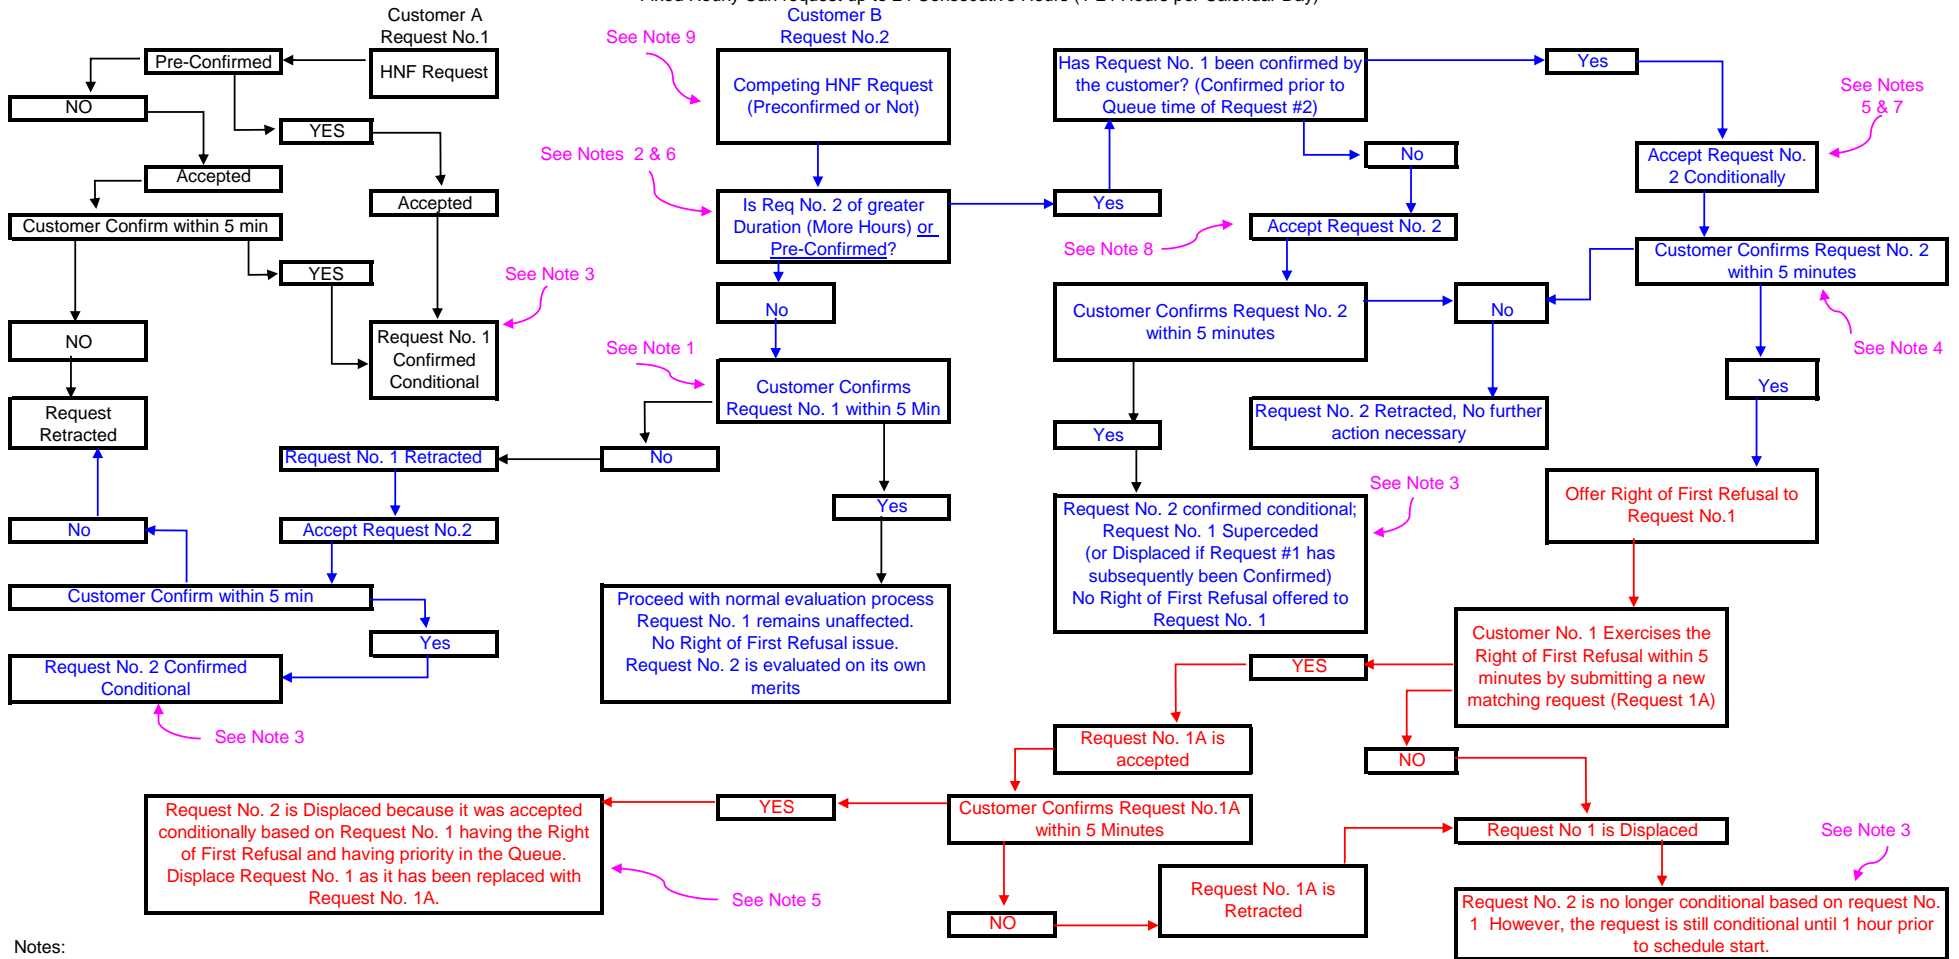 Fixed Hourly Can request up to 24 Consecutive Hours (1-24 Hours per Calendar Day)
Customer A
Request No.1
HNF Request
Pre-Confirmed
NO
YES
Accepted
Accepted
Customer Confirm within 5 min
YES
NO
Request
Retracted
Request No. 1
Confirmed
Conditional
See Note 3
Customer B
Request No.2
See Note 9
Competing HNF Request
(Preconfirmed or Not)
See Notes 2 & 6
Is Req No. 2 of greater
Duration (More Hours) or
Pre-Confirmed?
No
See Note 1
Customer Confirms
Request No. 1 within 5 Min
No
Request No. 1 Retracted
Accept Request No.2
Customer Confirm within 5 min
No
Yes
Request No. 2 Confirmed
Conditional
See Note 3
Yes
Proceed with normal evaluation process
Request No. 1 remains unaffected.
No Right of First Refusal issue.
Request No. 2 is evaluated on its own
merits
Yes
Has Request No. 1 been confirmed by
the customer? (Confirmed prior to
Queue time of Request #2)
No
Accept Request No. 2
See Note 8
Customer Confirms Request No. 2
within 5 minutes
No
Request No. 2 Retracted, No further
action necessary
Yes
Request No. 2 confirmed conditional;
Request No. 1 Superceded
(or Displaced if Request #1 has
subsequently been Confirmed)
No Right of First Refusal offered to
Request No. 1
See Note 3
Yes
See Notes
5 & 7
Accept Request No.
2 Conditionally
Customer Confirms Request No. 2
within 5 minutes
See Note 4
Yes
Offer Right of First Refusal to
Request No.1
Customer No. 1 Exercises the
Right of First Refusal within 5
minutes by submitting a new
matching request (Request 1A)
YES
NO
Request No. 1A is
accepted
Customer Confirms Request No.1A
within 5 Minutes
YES
Request No. 2 is Displaced because it was accepted
conditionally based on Request No. 1 having the Right
of First Refusal and having priority in the Queue.
Displace Request No. 1 as it has been replaced with
Request No. 1A.
See Note 5
NO
Request No. 1A is
Retracted
Request No 1 is Displaced
See Note 3
Request No. 2 is no longer conditional based on request No.
1 However, the request is still conditional until 1 hour prior
to schedule start.
Notes: